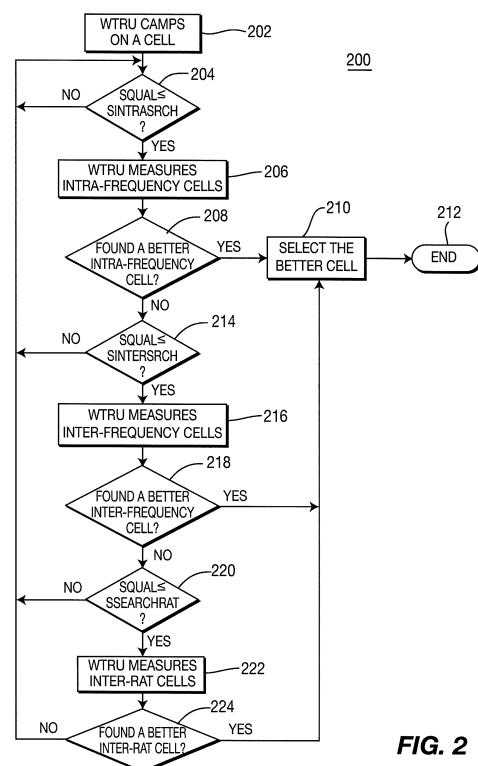 WTRU CAMPS
ON A CELL
202
200
204
SQUAL≤
SINTRASRCH
?
NO
YES
WTRU MEASURES
INTRA-FREQUENCY CELLS
206
208
FOUND A BETTER
INTRA-FREQUENCY
CELL?
YES
210
SELECT THE
BETTER CELL
212
END
NO
214
SQUAL≤
SINTERSRCH
?
NO
YES
WTRU MEASURES
INTER-FREQUENCY CELLS
216
218
FOUND A BETTER
INTER-FREQUENCY
CELL?
YES
NO
220
SQUAL≤
SSEARCHRAT
?
NO
YES
WTRU MEASURES
INTER-RAT CELLS
222
224
FOUND A BETTER
INTER-RAT CELL?
NO
YES
FIG. 2